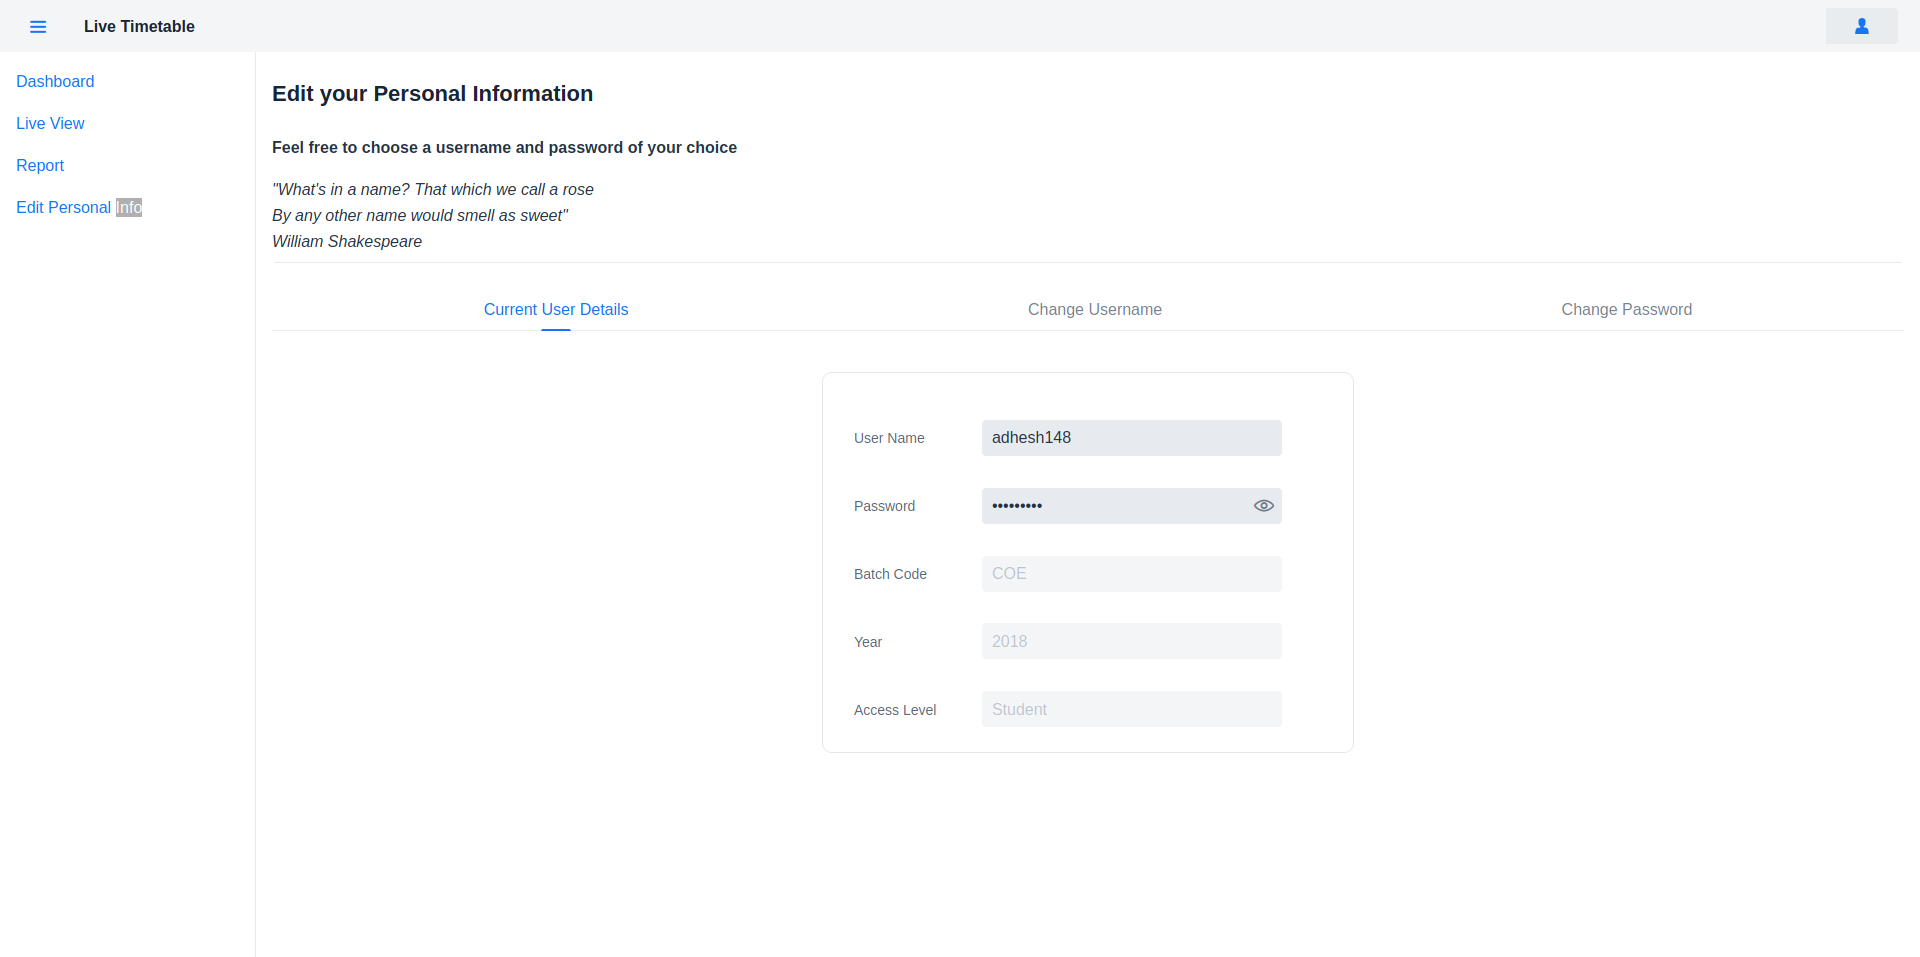 Live Timetable
Dashboard
Live View
Report
Edit Personal Info
Edit your Personal Information
Feel free to choose a username and password of your choice
"What's in a name? That which we call a rose
By any other name would smell as sweet"
William Shakespeare
Current User Details
Change Username
Change Password
User Name
adhesh148
Password
•••••••••
Batch Code
COE
Year
2018
Access Level
Student